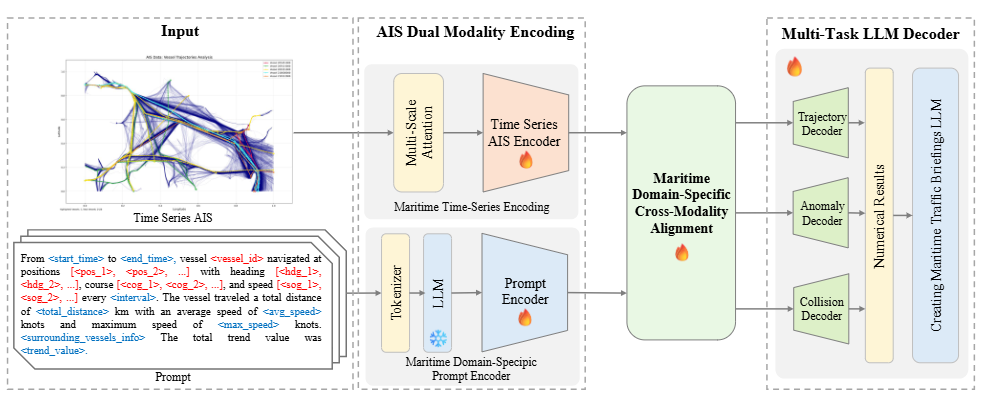 Input
AIS Data: Vessel Trajectories Analysis
Time Series AIS
From <start_time> to <end_time>, vessel <vessel_id> navigated at
positions [<pos_1>, <pos_2>, ...] with heading [<hdg_1>,
<hdg_2>, ...], course [<cog_1>, <cog_2>, ...], and speed [<sog_1>,
<sog_2>, ...] every <interval>. The vessel traveled a total distance
of <total_distance> km with an average speed of <avg_speed>
knots and maximum speed of <max_speed> knots.
<surrounding_vessels_info> The total trend value was
<trend_value>.
Prompt
AIS Dual Modality Encoding
Multi-Scale
Attention
Time Series
AIS Encoder
Maritime Time-Series Encoding
Tokenizer
LLM
Prompt
Encoder
Maritime Domain-Specipic
Prompt Encoder
Maritime
Domain-Specific
Cross-Modality
Alignment
Multi-Task LLM Decoder
Trajectory
Decoder
Anomaly
Decoder
Collision
Decoder
Numerical Results
Creating Maritime Traffic Briefings LLM